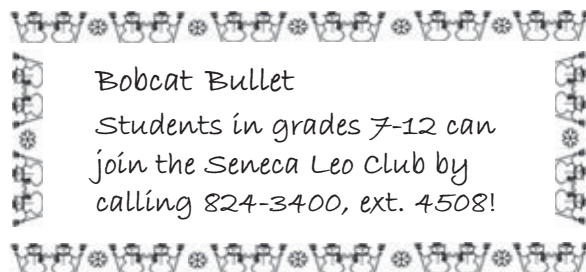 Bobcat Bullet
Students in grades 7-12 can
join the Seneca Leo Club by
calling 824-3400, ext. 4508!